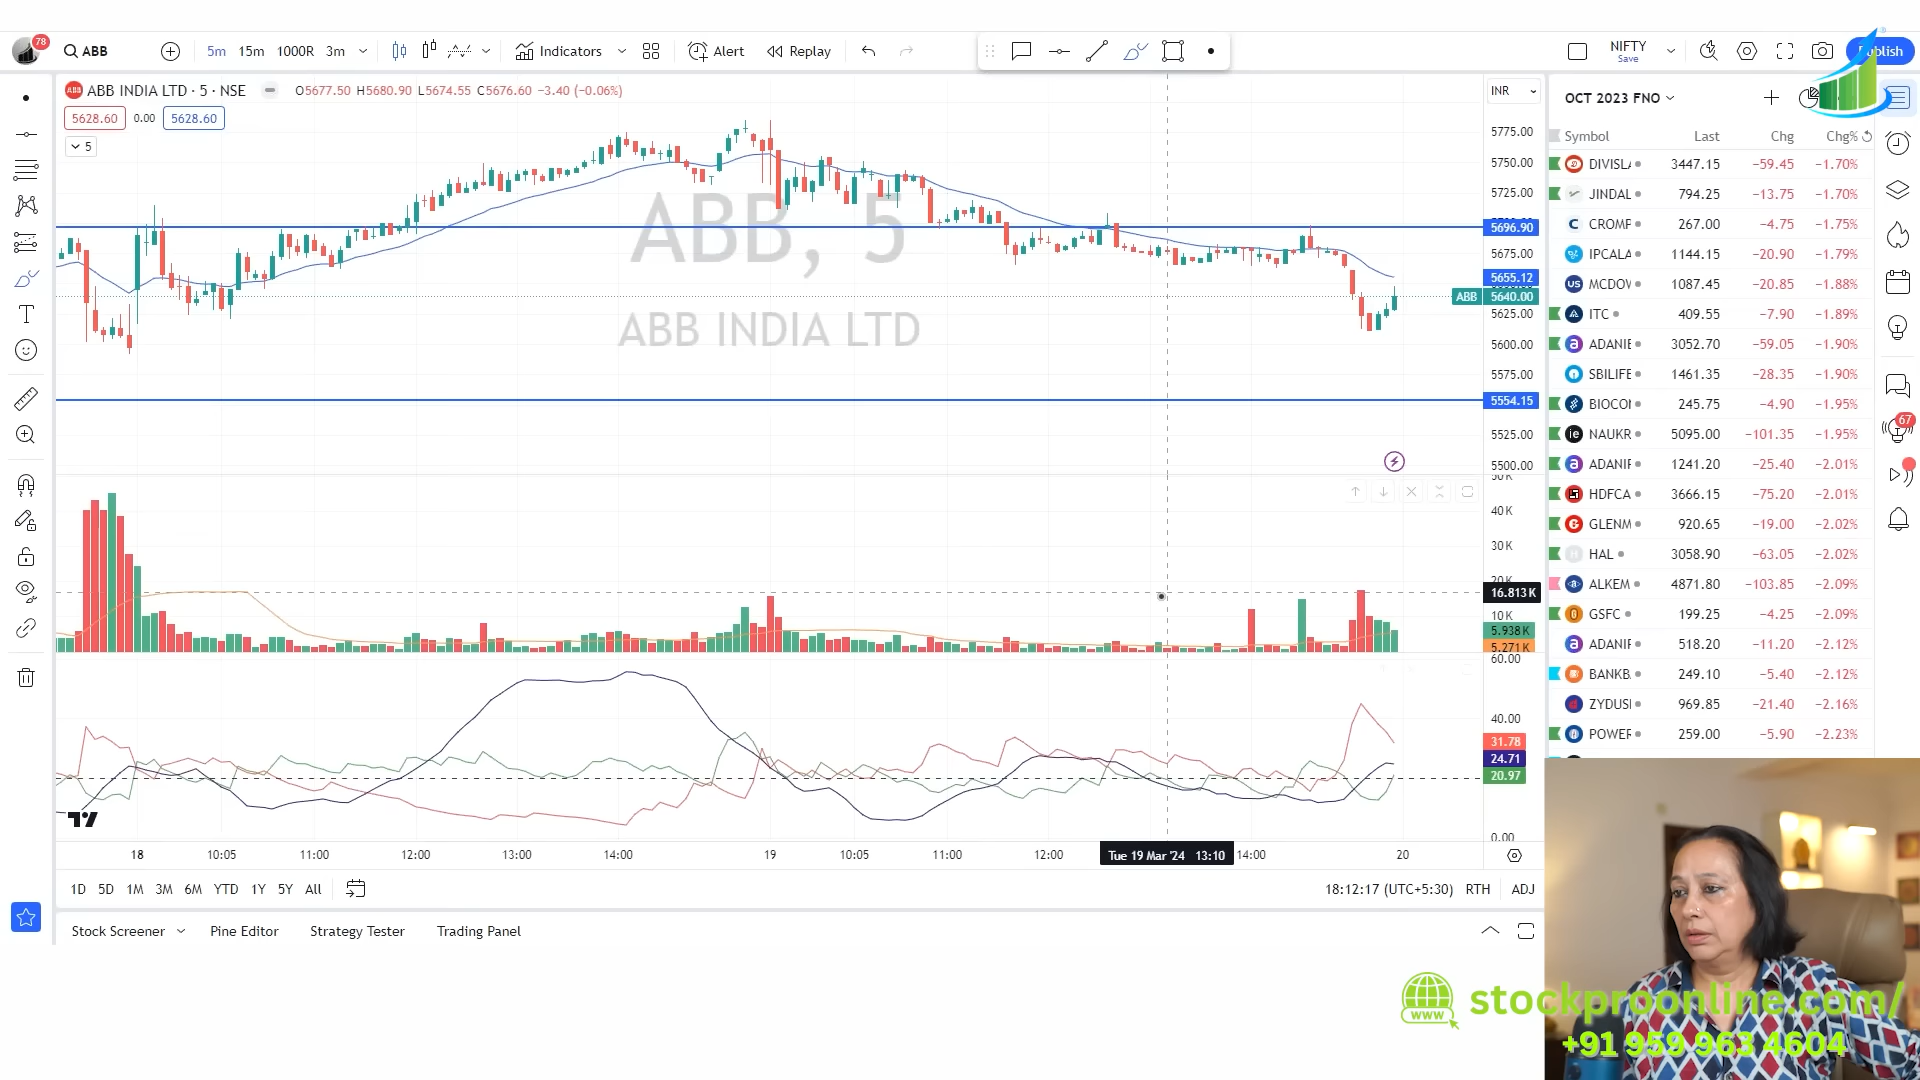 78
ABB
5m 15m 1000R 3m
Indicators
Alert
Replay
NIFTY
Save
ABB INDIA LTD · 5 · NSE
O5677.50 H5680.90 L5674.55 C5676.60 −3.40 (−0.06%)
5628.60 0.00 5628.60
5
INR
ABB, 5
ABB INDIA LTD
5775.00
5750.00
5725.00
5696.90
5675.00
5655.12
ABB 5640.00
5625.00
5600.00
5575.00
5554.15
5525.00
5500.00
40K
30K
16.813K
10K
5.938K
5.271K
60.00
40.00
31.78
24.71
20.97
0.00
18 10:05 11:00 12:00 13:00 14:00 19 10:05 11:00 12:00 Tue 19 Mar '24 13:10 14:00 20
1D 5D 1M 3M 6M YTD 1Y 5Y All
18:12:17 (UTC+5:30) RTH ADJ
Stock Screener Pine Editor Strategy Tester Trading Panel
OCT 2023 FNO
Symbol Last Chg Chg%
DIVISL 3447.15 −59.45 −1.70%
JINDAL 794.25 −13.75 −1.70%
CROMP 267.00 −4.75 −1.75%
IPCALA 1144.15 −20.90 −1.79%
MCDOW 1087.45 −20.85 −1.88%
ITC 409.55 −7.90 −1.89%
ADANIE 3052.70 −59.05 −1.90%
SBILIFE 1461.35 −28.35 −1.90%
BIOCON 245.75 −4.90 −1.95%
NAUKR 5095.00 −101.35 −1.95%
1241.20 −25.40 −2.01%
HDFCA 3666.15 −75.20 −2.01%
GLENM 920.65 −19.00 −2.02%
HAL 3058.90 −63.05 −2.02%
ALKEM 4871.80 −103.85 −2.09%
GSFC 199.25 −4.25 −2.09%
518.20 −11.20 −2.12%
BANKB 249.10 −5.40 −2.12%
ZYDUSI 969.85 −21.40 −2.16%
POWER 259.00 −5.90 −2.23%
67
www
stockproonline.com/
+91 959 963 4604